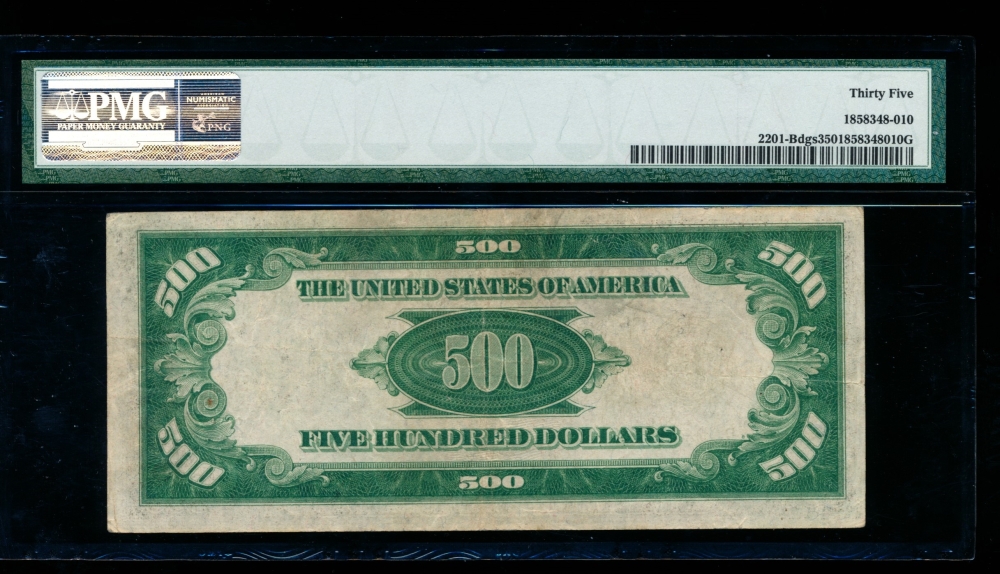 PMG
PAPER MONEY GUARANTY
NUMISMATIC
PNG
Thirty Five
1858348-010
2201-Bdgs3501858348010G
500
500
500
THE UNITED STATES OF AMERICA
500
FIVE HUNDRED DOLLARS
500
500
500